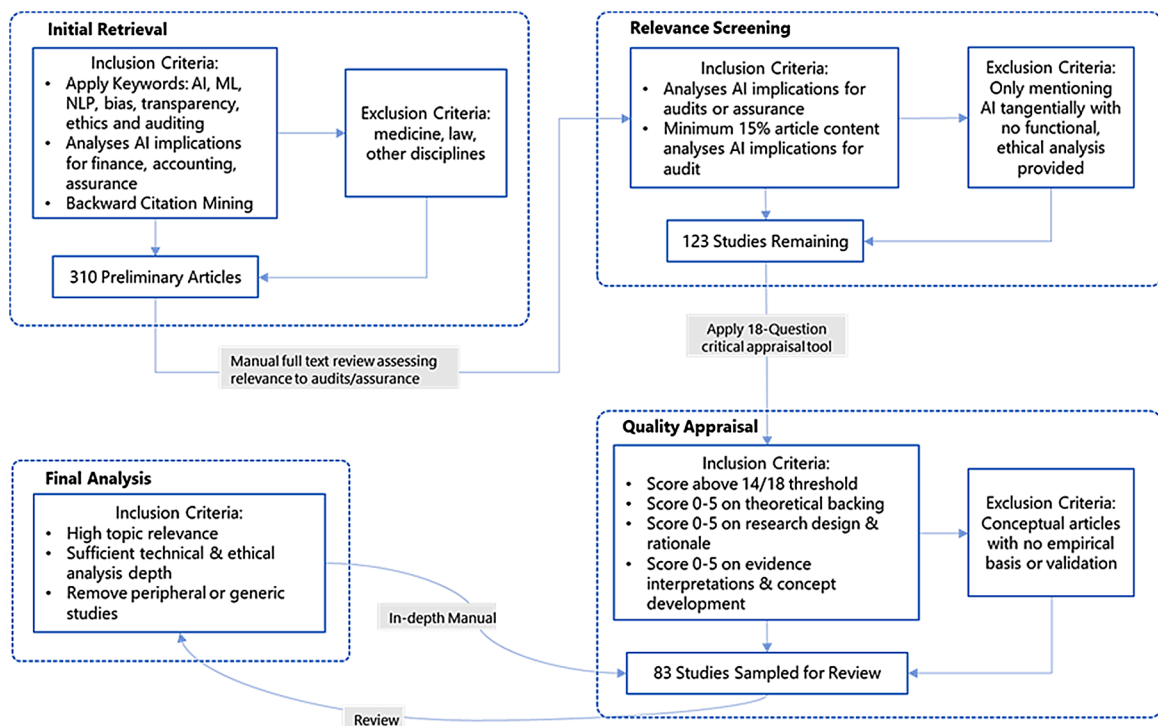 Initial Retrieval
Inclusion Criteria:
• Apply Keywords: AI, ML,
NLP, bias, transparency,
ethics and auditing
• Analyses AI implications
for finance, accounting,
assurance
• Backward Citation Mining
Exclusion Criteria:
medicine, law,
other disciplines
310 Preliminary Articles
Manual full text review assessing
relevance to audits/assurance
Relevance Screening
Inclusion Criteria:
• Analyses AI implications for
audits or assurance
• Minimum 15% article content
analyses AI implications for
audit
Exclusion Criteria:
Only mentioning
AI tangentially with
no functional,
ethical analysis
provided
123 Studies Remaining
Apply 18-Question
critical appraisal tool
Quality Appraisal
Inclusion Criteria:
• Score above 14/18 threshold
• Score 0-5 on theoretical backing
• Score 0-5 on research design &
rationale
• Score 0-5 on evidence
interpretations & concept
development
Exclusion Criteria:
Conceptual articles
with no empirical
basis or validation
83 Studies Sampled for Review
Final Analysis
Inclusion Criteria:
• High topic relevance
• Sufficient technical & ethical
analysis depth
• Remove peripheral or generic
studies
In-depth Manual
Review